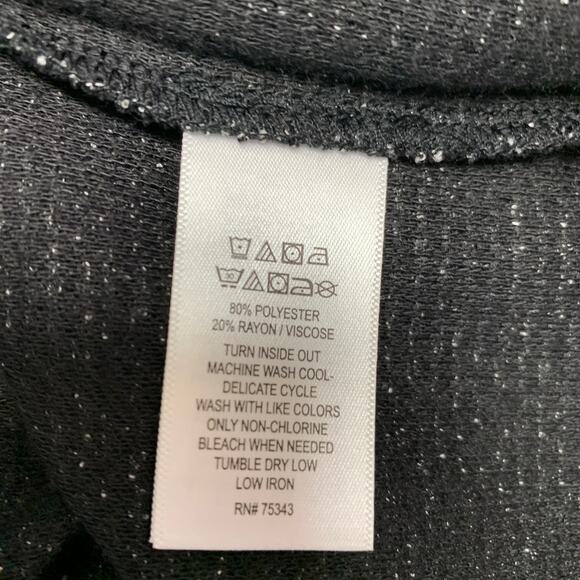 30
80% POLYESTER
20% RAYON / VISCOSE
TURN INSIDE OUT
MACHINE WASH COOL-
DELICATE CYCLE
WASH WITH LIKE COLORS
ONLY NON-CHLORINE
BLEACH WHEN NEEDED
TUMBLE DRY LOW
LOW IRON
RN# 75343